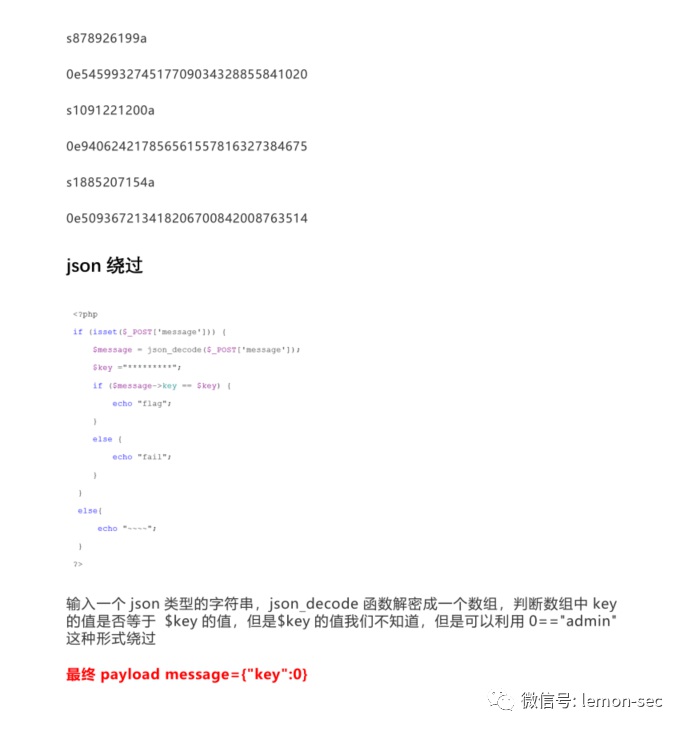 s878926199a
0e545993274517709034328855841020
s1091221200a
0e940624217856561557816327384675
s1885207154a
0e509367213418206700842008763514
json 绕过
<?php
if (isset($_POST['message'])) {
$message = json_decode($_POST['message']);
$key ="*********";
if ($message->key == $key) {
echo "flag";
}
else {
echo "fail";
}
}
else{
echo "~~~~";
}
?>
输入一个 json 类型的字符串，json_decode 函数解密成一个数组，判断数组中 key
的值是否等于 $key 的值，但是$key 的值我们不知道，但是可以利用 0=="admin"
这种形式绕过
最终 payload message={"key":0}
微信号: lemon-sec